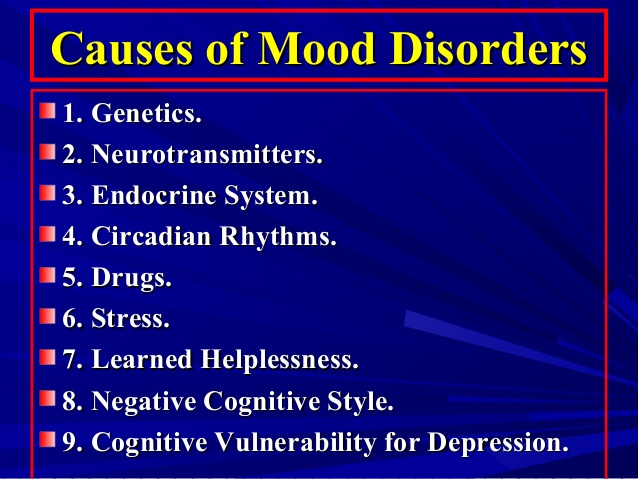 Causes of Mood Disorders
1. Genetics.
2. Neurotransmitters.
3. Endocrine System.
4. Circadian Rhythms.
5. Drugs.
6. Stress.
7. Learned Helplessness.
8. Negative Cognitive Style.
9. Cognitive Vulnerability for Depression.